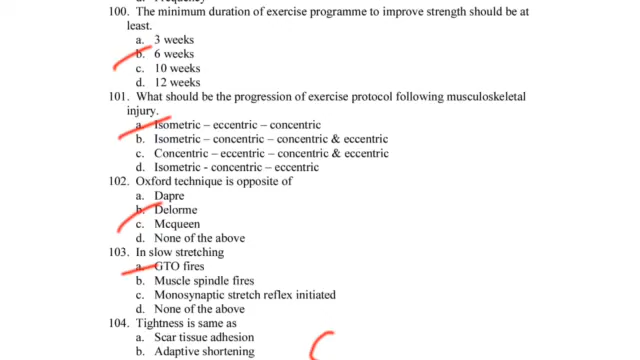 100. The minimum duration of exercise programme to improve strength should be at
least.
a. 3 weeks
b. 6 weeks
c. 10 weeks
d. 12 weeks
101. What should be the progression of exercise protocol following musculoskeletal
injury.
a. Isometric – eccentric – concentric
b. Isometric – concentric – concentric & eccentric
c. Concentric – eccentric – concentric & eccentric
d. Isometric - concentric – eccentric
102. Oxford technique is opposite of
a. Dapre
b. Delorme
c. Mcqueen
d. None of the above
103. In slow stretching
a. GTO fires
b. Muscle spindle fires
c. Monosynaptic stretch reflex initiated
d. None of the above
104. Tightness is same as
a. Scar tissue adhesion
b. Adaptive shortening